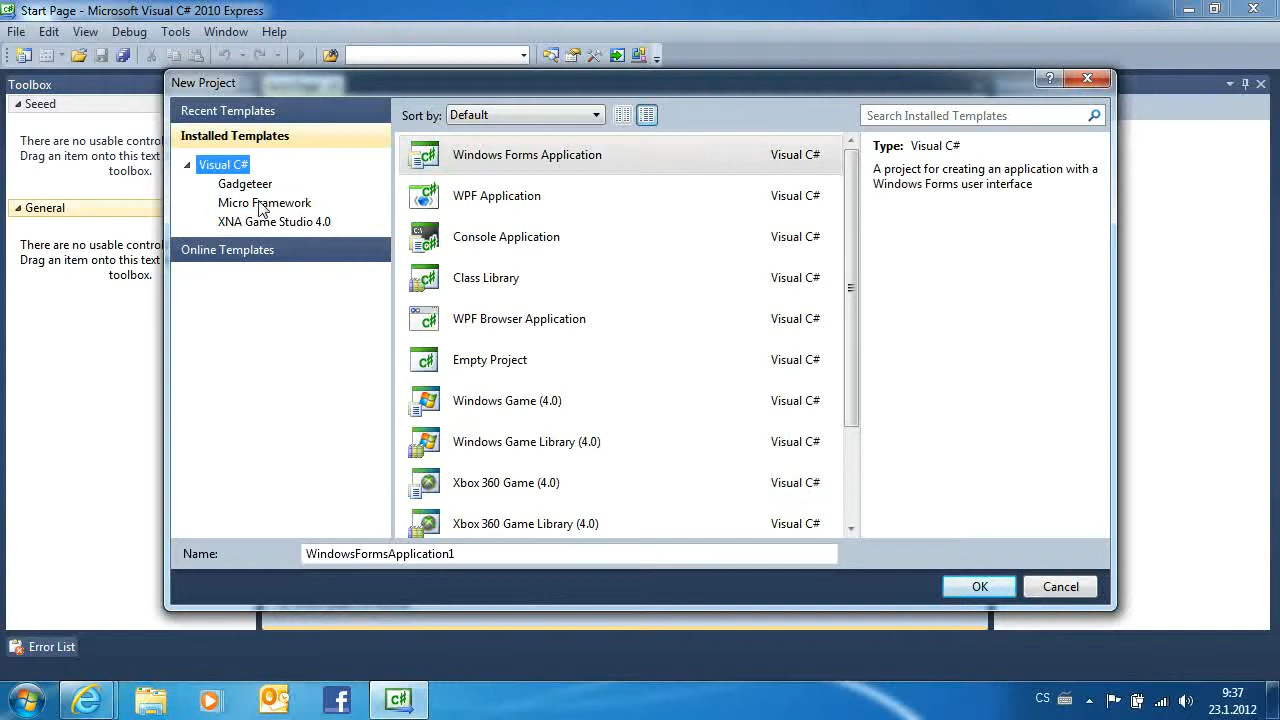 Start Page - Microsoft Visual C# 2010 Express
File Edit View Debug Tools Window Help
Toolbox
Seeed
There are no usable control
Drag an item onto this text
toolbox.
General
There are no usable control
Drag an item onto this text
toolbox.
New Project
Recent Templates
Installed Templates
Visual C#
Gadgeteer
Micro Framework
XNA Game Studio 4.0
Online Templates
Sort by: Default
Search Installed Templates
Windows Forms Application Visual C#
WPF Application Visual C#
Console Application Visual C#
Class Library Visual C#
WPF Browser Application Visual C#
Empty Project Visual C#
Windows Game (4.0) Visual C#
Windows Game Library (4.0) Visual C#
Xbox 360 Game (4.0) Visual C#
Xbox 360 Game Library (4.0) Visual C#
Type: Visual C#
A project for creating an application with a
Windows Forms user interface
Name: WindowsFormsApplication1
OK Cancel
Error List
CS
9:37
23.1.2012